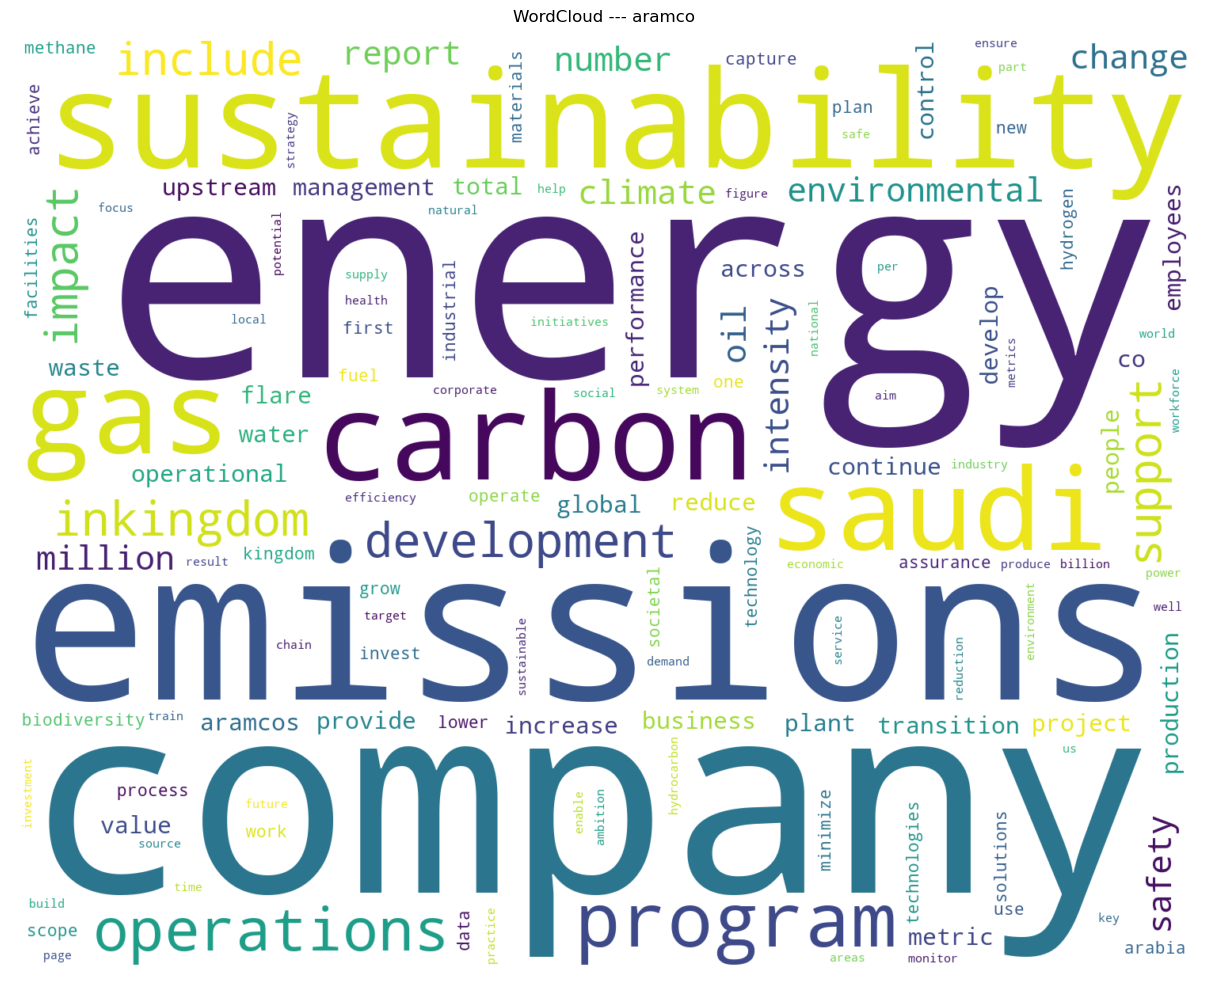 WordCloud --- aramco
methane
include
report
number
capture
ensure
part
change
control
materials
achieve
strategy
sustainability
plan
safe
new
upstream
management
total
help
climate
figure
environmental
focus
natural
impact
facilities
potential
energy
hydrogen
employees
supply
health
first
local
industrial
initiatives
performance
across
per
oil
intensity
national
develop
metrics
world
co
waste
fuel
corporate
social
system
one
aim
workforce
gas
flare
water
carbon
support
people
operational
continue
industry
efficiency
operate
global
reduce
saudi
inkingdom
development
million
result
kingdom
technology
economic
assurance
produce
billion
power
emissions
grow
target
chain
invest
sustainable
societal
demand
service
reduction
environment
well
production
biodiversity
train
aramcos
provide
lower
increase
business
plant
transition
project
us
investment
company
process
value
source
future
work
enable
ambition
hydrocarbon
minimize
technologies
solutions
safety
time
build
scope
page
operations
data
practice
program
areas
use
metric
monitor
key
arabia